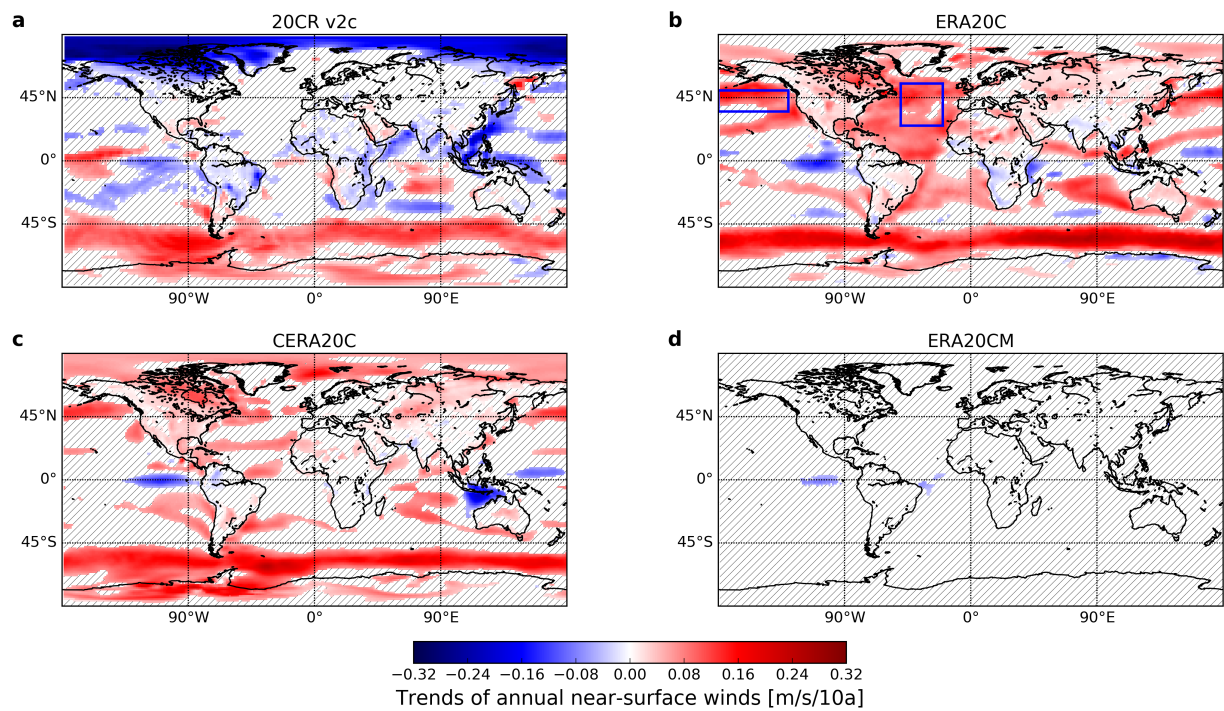 a 20CR v2c
b ERA20C
45°N
0°
45°S
90°W 0° 90°E
45°N
0°
45°S
90°W 0° 90°E
c CERA20C
d ERA20CM
45°N
0°
45°S
90°W 0° 90°E
45°N
0°
45°S
90°W 0° 90°E
−0.32 −0.24 −0.16 −0.08 0.00 0.08 0.16 0.24 0.32
Trends of annual near-surface winds [m/s/10a]